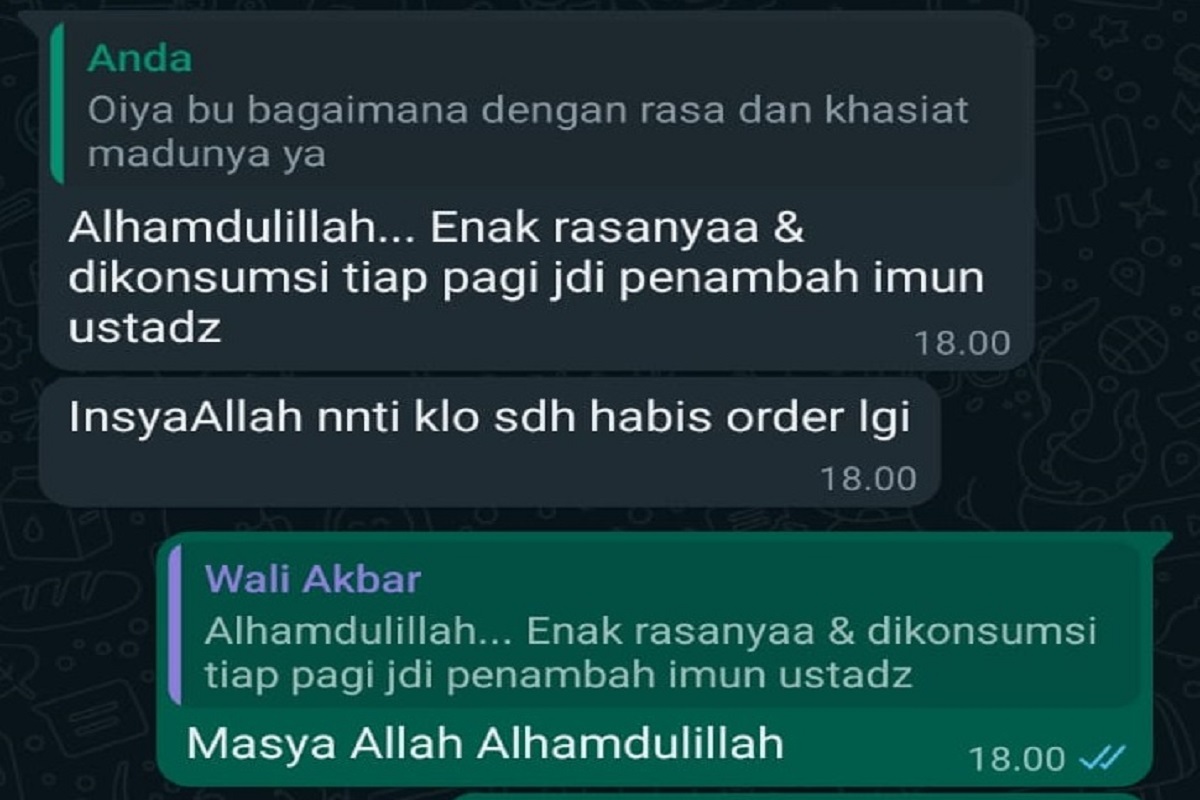 Anda
Oiya bu bagaimana dengan rasa dan khasiat
madunya ya
Alhamdulillah... Enak rasanyaa &
dikonsumsi tiap pagi jdi penambah imun
ustadz
18.00
InsyaAllah nnti klo sdh habis order lgi
18.00
Wali Akbar
Alhamdulillah... Enak rasanyaa & dikonsumsi
tiap pagi jdi penambah imun ustadz
Masya Allah Alhamdulillah
18.00